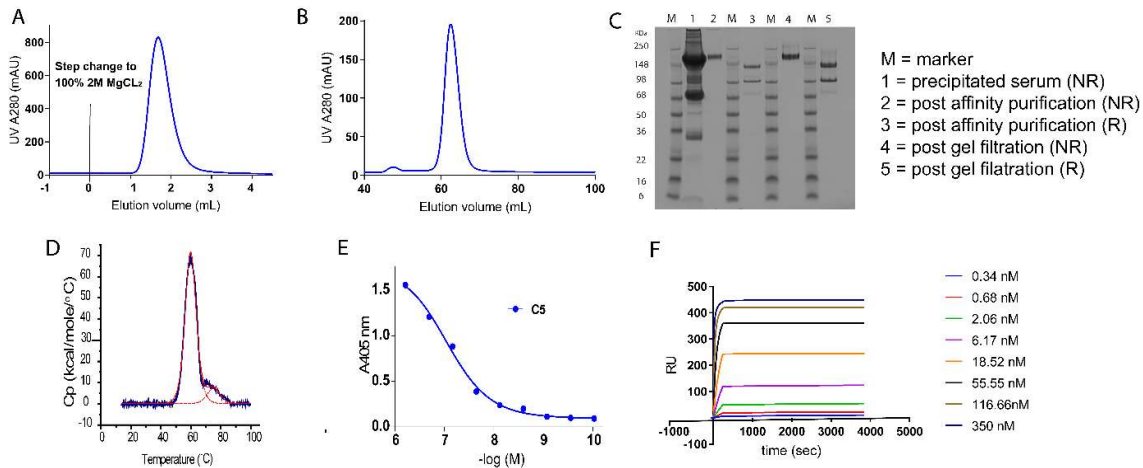 A
UV A280 (mAU)
800
600
400
200
0
Step change to
100% 2M MgCL₂
-1 0 1 2 3 4
Elution volume (mL)
B
UV A280 (mAU)
200
150
100
50
0
40 60 80 100
Elution volume (mL)
C
M 1 2 M 3 M 4 M 5
KDa
250
148
98
68
50
36
22
16
6
M = marker
1 = precipitated serum (NR)
2 = post affinity purification (NR)
3 = post affinity purification (R)
4 = post gel filtration (NR)
5 = post gel filatration (R)
D
Cp (kcal/mole/°C)
70
60
50
40
30
20
10
0
-10
0 20 40 60 80 100
Temperature (°C)
E
A405 nm
1.5
1.0
0.5
0.0
6 7 8 9 10
-log (M)
C5
F
RU
500
400
300
200
100
-100
-1000 0 1000 2000 3000 4000 5000
time (sec)
0.34 nM
0.68 nM
2.06 nM
6.17 nM
18.52 nM
55.55 nM
116.66nM
350 nM